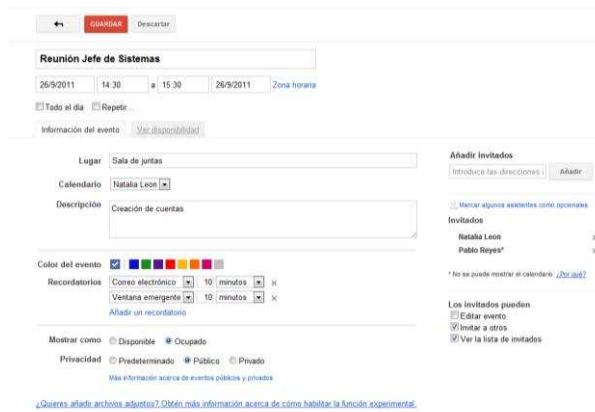 GUARDAR Descartar
Reunión Jefe de Sistemas
26/9/2011 14:30 a 15:30 26/9/2011 Zona horaria
Todo el día Repetir...
Información del evento Ver disponibilidad
Lugar Sala de juntas
Calendario Natalia Leon
Descripción Creación de cuentas
Color del evento
Recordatorios Correo electrónico 10 minutos x
Ventana emergente 10 minutos x
Añadir un recordatorio
Mostrar como Disponible Ocupado
Privacidad Predeterminado Público Privado
Más información acerca de eventos públicos y privados
¿Quieres añadir archivos adjuntos? Obtén más información acerca de cómo habilitar la función experimental.
Añadir invitados
Introduce las direcciones Añadir
Marcar algunos asistentes como opcionales
Invitados
Natalia Leon
Pablo Reyes*
* No se puede mostrar el calendario. ¿Por qué?
Los invitados pueden
Editar evento
Invitar a otros
Ver la lista de invitados